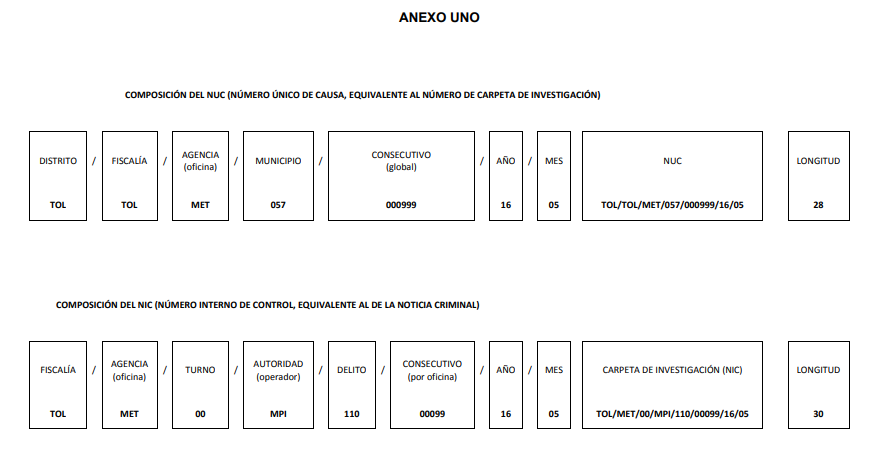 ANEXO UNO
COMPOSICIÓN DEL NUC (NÚMERO ÚNICO DE CAUSA, EQUIVALENTE AL NÚMERO DE CARPETA DE INVESTIGACIÓN)
DISTRITO / FISCALÍA / AGENCIA (oficina) / MUNICIPIO / CONSECUTIVO (global) / AÑO / MES NUC LONGITUD
TOL TOL MET 057 000999 16 05 TOL/TOL/MET/057/000999/16/05 28
COMPOSICIÓN DEL NIC (NÚMERO INTERNO DE CONTROL, EQUIVALENTE AL DE LA NOTICIA CRIMINAL)
FISCALÍA / AGENCIA (oficina) / TURNO / AUTORIDAD (operador) / DELITO / CONSECUTIVO (por oficina) / AÑO / MES CARPETA DE INVESTIGACIÓN (NIC) LONGITUD
TOL MET 00 MPI 110 00099 16 05 TOL/MET/00/MPI/110/00099/16/05 30